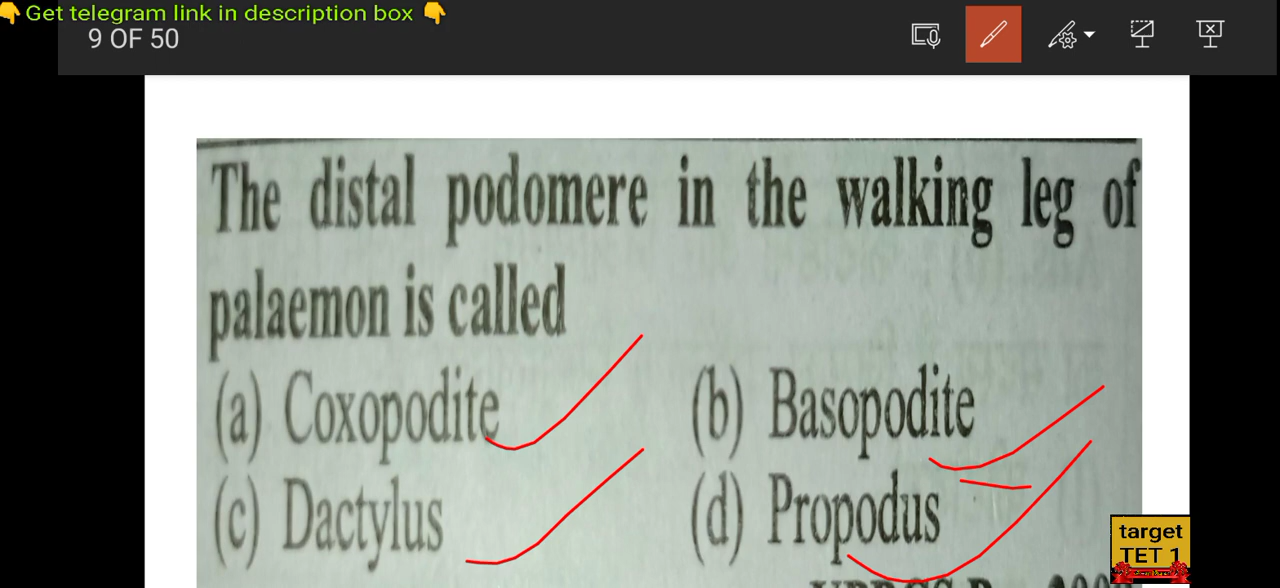 👇 Get telegram link in description box 👇
9 OF 50
The distal podomere in the walking leg of
palaemon is called
(a) Coxopodite (b) Basopodite
(c) Dactylus (d) Propodus
target
TET 1